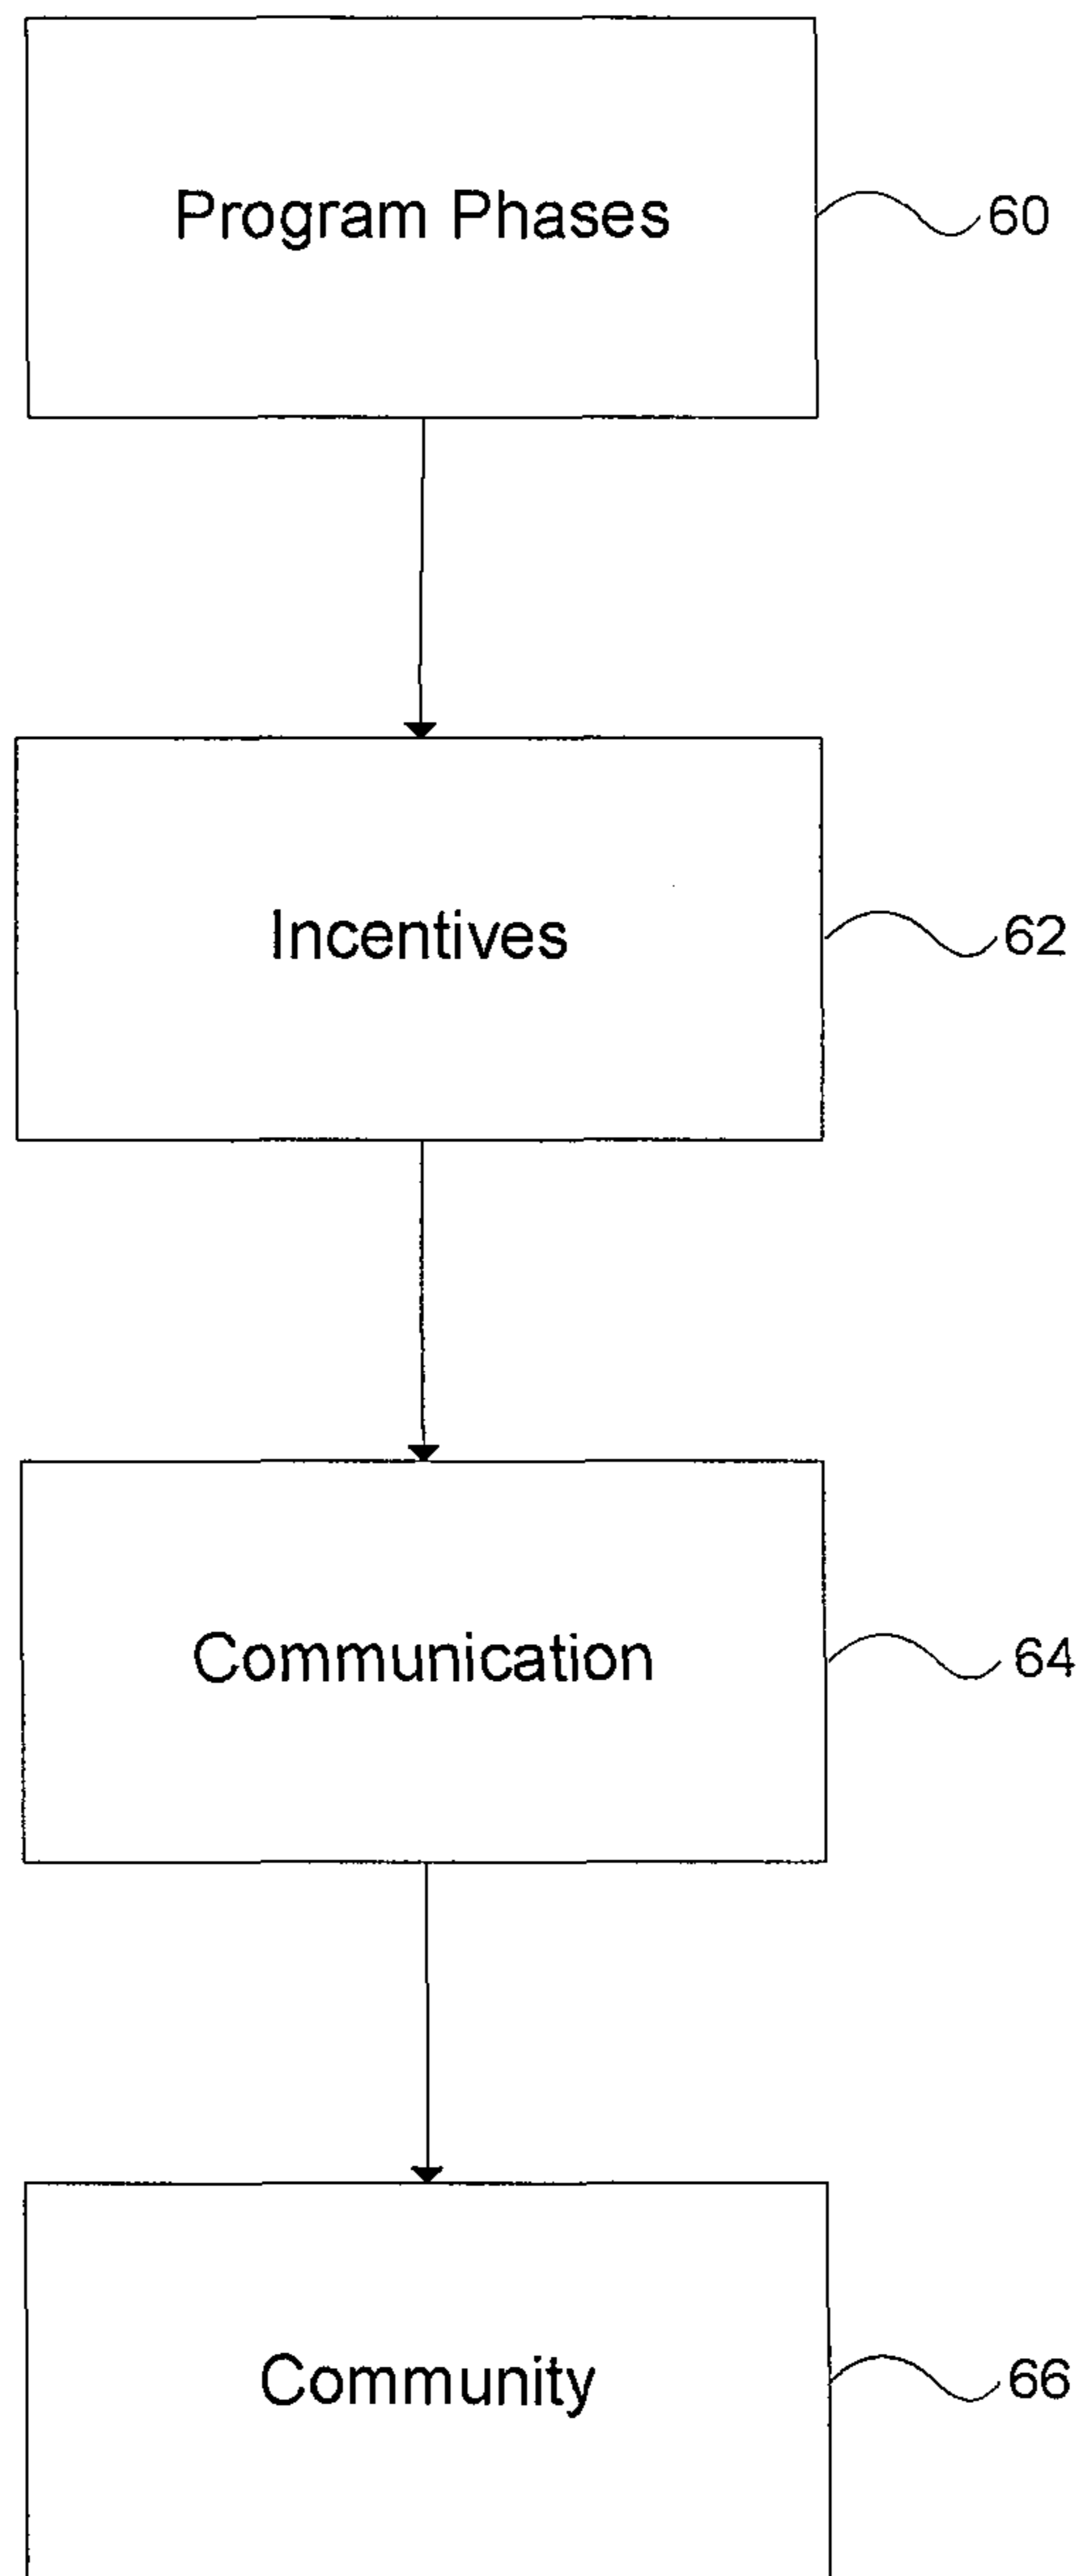 Program Phases
60
Incentives
62
Communication
64
Community
66